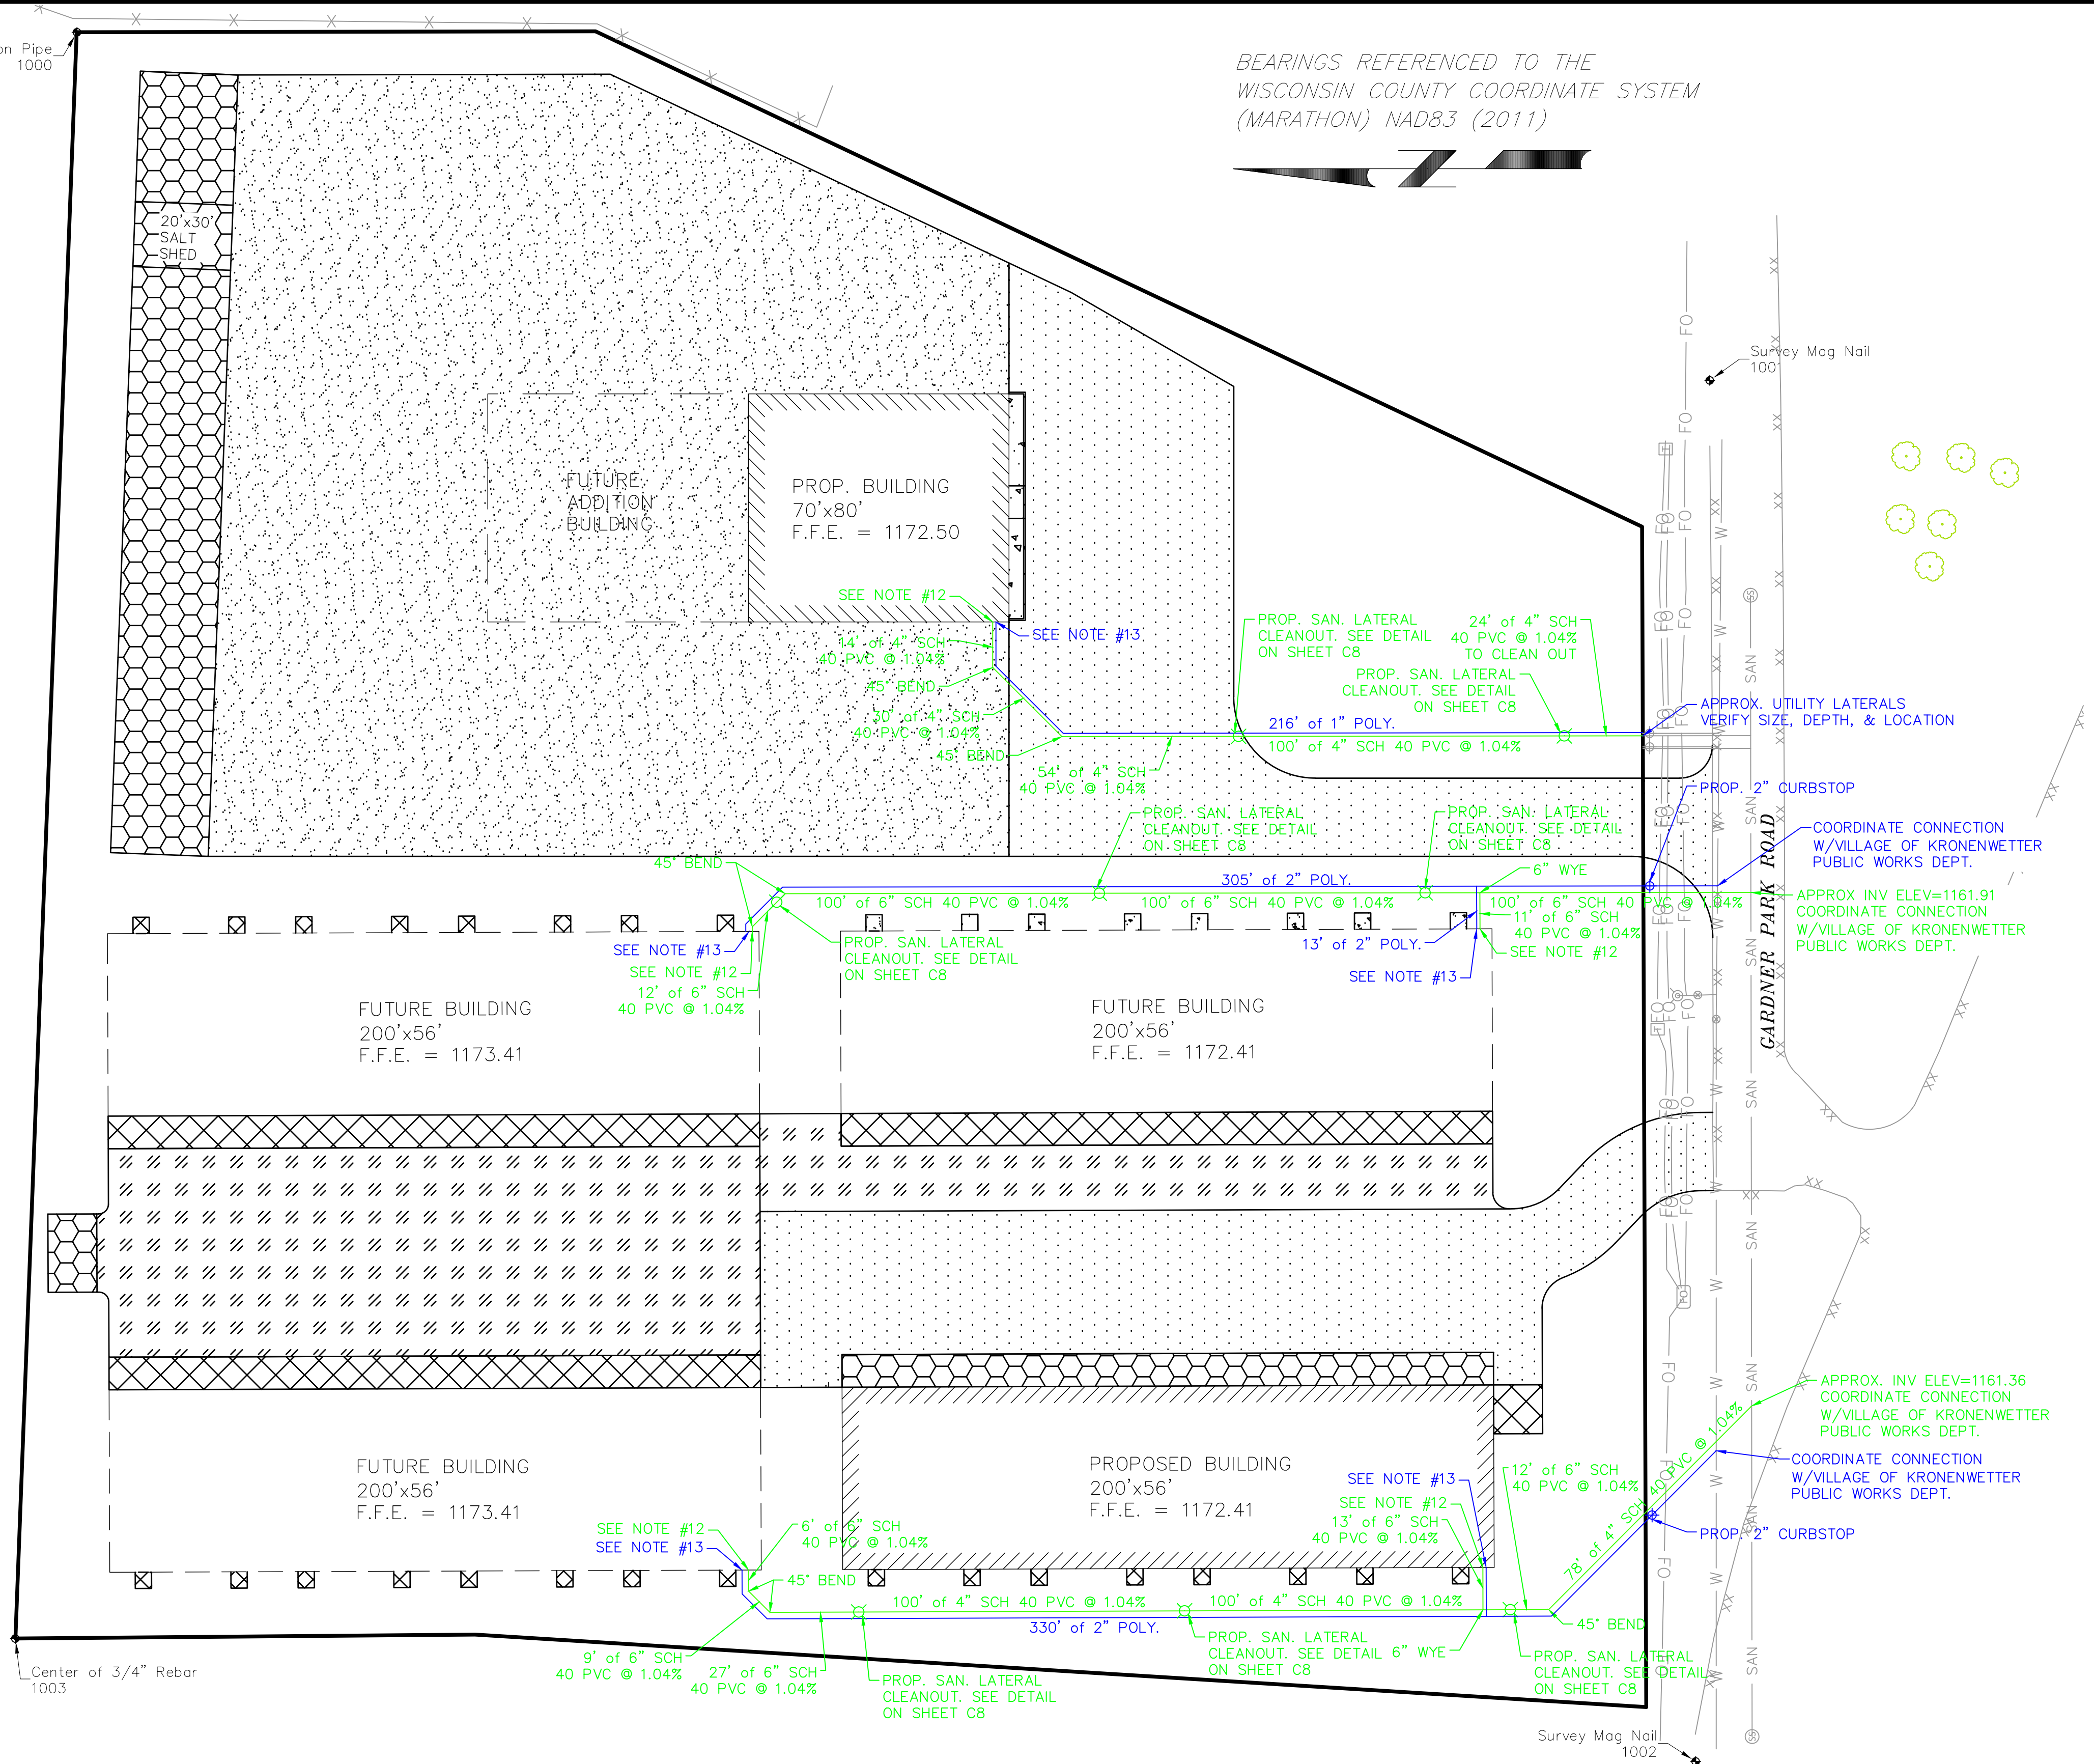 on Pipe
1000
BEARINGS REFERENCED TO THE
WISCONSIN COUNTY COORDINATE SYSTEM
(MARATHON) NAD83 (2011)
20'x30'
SALT
SHED
Survey Mag Nail
100
FUTURE
ADDITION
BUILDING
PROP. BUILDING
70'x80'
F.F.E. = 1172.50
SEE NOTE #12
14' of 4" SCH
40 PVC @ 1.04%
SEE NOTE #13
45° BEND
30' of 4" SCH
40 PVC @ 1.04%
45° BEND
54' of 4" SCH
40 PVC @ 1.04%
PROP. SAN. LATERAL
CLEANOUT. SEE DETAIL
ON SHEET C8
24' of 4" SCH
40 PVC @ 1.04%
TO CLEAN OUT
PROP. SAN. LATERAL
CLEANOUT. SEE DETAIL
ON SHEET C8
216' of 1" POLY.
100' of 4" SCH 40 PVC @ 1.04%
APPROX. UTILITY LATERALS
VERIFY SIZE, DEPTH, & LOCATION
PROP. 2" CURBSTOP
COORDINATE CONNECTION
W/VILLAGE OF KRONENWETTER
PUBLIC WORKS DEPT.
PROP. SAN. LATERAL
CLEANOUT. SEE DETAIL
ON SHEET C8
PROP. SAN. LATERAL
CLEANOUT. SEE DETAIL
ON SHEET C8
45° BEND
305' of 2" POLY.
6" WYE
100' of 6" SCH 40 PVC @ 1.04%
100' of 6" SCH 40 PVC @ 1.04%
100' of 6" SCH 40 PVC @ 1.04%
APPROX INV ELEV=1161.91
COORDINATE CONNECTION
W/VILLAGE OF KRONENWETTER
PUBLIC WORKS DEPT.
11' of 6" SCH
40 PVC @ 1.04%
SEE NOTE #12
13' of 2" POLY.
SEE NOTE #13
SEE NOTE #13
SEE NOTE #12
12' of 6" SCH
40 PVC @ 1.04%
PROP. SAN. LATERAL
CLEANOUT. SEE DETAIL
ON SHEET C8
GARDNER PARK ROAD
FUTURE BUILDING
200'x56'
F.F.E. = 1173.41
FUTURE BUILDING
200'x56'
F.F.E. = 1172.41
FO
FO
FO
FO
FO
FO
W
W
W
W
SAN
SAN
SAN
SAN
SAN
SAN
APPROX. INV ELEV=1161.36
COORDINATE CONNECTION
W/VILLAGE OF KRONENWETTER
PUBLIC WORKS DEPT.
COORDINATE CONNECTION
W/VILLAGE OF KRONENWETTER
PUBLIC WORKS DEPT.
PROP. 2" CURBSTOP
78' of 4" SCH 40 PVC @ 1.04%
FUTURE BUILDING
200'x56'
F.F.E. = 1173.41
PROPOSED BUILDING
200'x56'
F.F.E. = 1172.41
SEE NOTE #13
SEE NOTE #12
13' of 6" SCH
40 PVC @ 1.04%
12' of 6" SCH
40 PVC @ 1.04%
SEE NOTE #12
SEE NOTE #13
6' of 6" SCH
40 PVC @ 1.04%
45° BEND
100' of 4" SCH 40 PVC @ 1.04%
100' of 4" SCH 40 PVC @ 1.04%
330' of 2" POLY.
45° BEND
9' of 6" SCH
40 PVC @ 1.04%
27' of 6" SCH
40 PVC @ 1.04%
PROP. SAN. LATERAL
CLEANOUT. SEE DETAIL
ON SHEET C8
PROP. SAN. LATERAL
CLEANOUT. SEE DETAIL
ON SHEET C8
6" WYE
PROP. SAN. LATERAL
CLEANOUT. SEE DETAIL
ON SHEET C8
Center of 3/4" Rebar
1003
Survey Mag Nail
1002